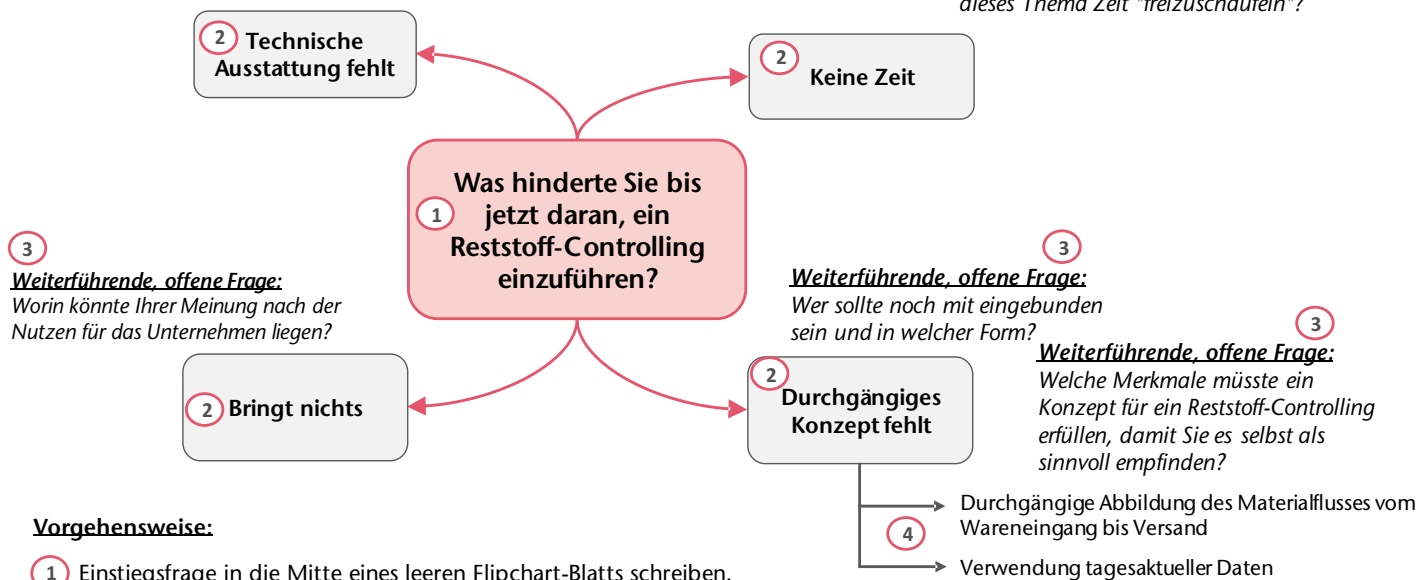 dieses Thema Zeit "freizuschaufeln"?
2
Technische
Ausstattung fehlt
2
Keine Zeit
1
Was hinderte Sie bis
jetzt daran, ein
Reststoff-Controlling
einzuführen?
3
Weiterführende, offene Frage:
Worin könnte Ihrer Meinung nach der
Nutzen für das Unternehmen liegen?
3
Weiterführende, offene Frage:
Wer sollte noch mit eingebunden
sein und in welcher Form?
3
Weiterführende, offene Frage:
Welche Merkmale müsste ein
Konzept für ein Reststoff-Controlling
erfüllen, damit Sie es selbst als
sinnvoll empfinden?
2 Bringt nichts
2
Durchgängiges
Konzept fehlt
4
Durchgängige Abbildung des Materialflusses vom
Wareneingang bis Versand
Verwendung tagesaktueller Daten
Vorgehensweise:
1 Einstiegsfrage in die Mitte eines leeren Flipchart-Blatts schreiben.